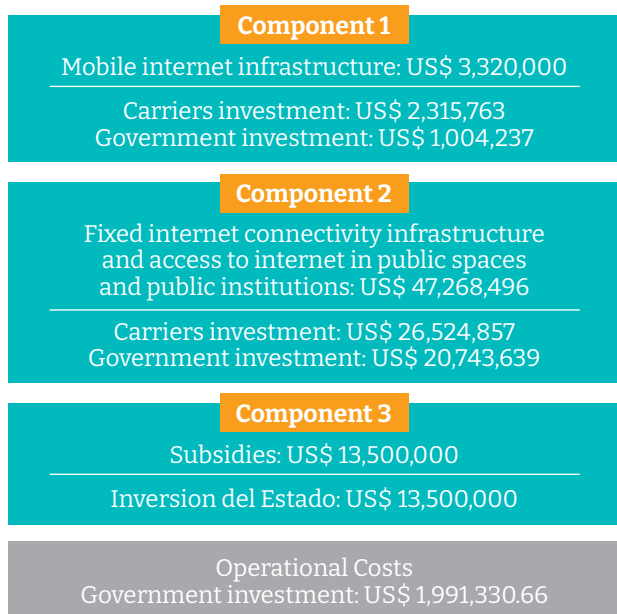 Component 1
Mobile internet infrastructure: US$ 3,320,000
Carriers investment: US$ 2,315,763
Government investment: US$ 1,004,237
Component 2
Fixed internet connectivity infrastructure
and access to internet in public spaces
and public institutions: US$ 47,268,496
Carriers investment: US$ 26,524,857
Government investment: US$ 20,743,639
Component 3
Subsidies: US$ 13,500,000
Inversion del Estado: US$ 13,500,000
Operational Costs
Government investment: US$ 1,991,330.66